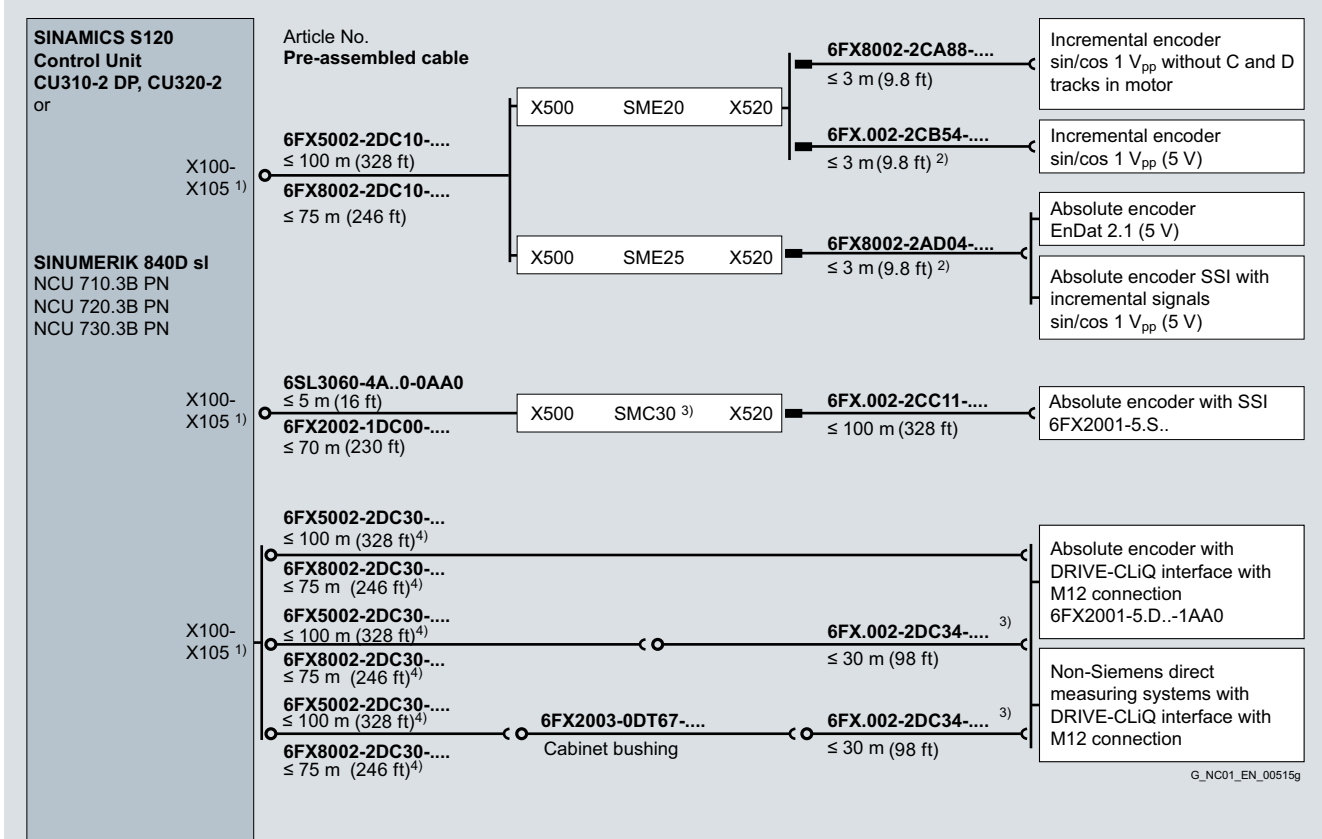 SINAMICS S120
Control Unit
CU310-2 DP, CU320-2
or
X100-
X105 1)
SINUMERIK 840D sl
NCU 710.3B PN
NCU 720.3B PN
NCU 730.3B PN
X100-
X105 1)
X100-
X105 1)
Article No.
Pre-assembled cable
6FX5002-2DC10-....
≤ 100 m (328 ft)
6FX8002-2DC10-....
≤ 75 m (246 ft)
X500 SME20 X520
6FX8002-2CA88-....
≤ 3 m (9.8 ft)
Incremental encoder
sin/cos 1 Vpp without C and D
tracks in motor
6FX.002-2CB54-....
≤ 3 m (9.8 ft) 2)
Incremental encoder
sin/cos 1 Vpp (5 V)
X500 SME25 X520
6FX8002-2AD04-....
≤ 3 m (9.8 ft) 2)
Absolute encoder
EnDat 2.1 (5 V)
Absolute encoder SSI with
incremental signals
sin/cos 1 Vpp (5 V)
6SL3060-4A..0-0AA0
≤ 5 m (16 ft)
6FX2002-1DC00-....
≤ 70 m (230 ft)
X500 SMC30 3) X520
6FX.002-2CC11-....
≤ 100 m (328 ft)
Absolute encoder with SSI
6FX2001-5.S..
6FX5002-2DC30-...
≤ 100 m (328 ft)4)
6FX8002-2DC30-...
≤ 75 m (246 ft)4)
6FX5002-2DC30-....
≤ 100 m (328 ft)4)
6FX8002-2DC30-...
≤ 75 m (246 ft)4)
6FX.002-2DC34-.... 3)
≤ 30 m (98 ft)
6FX5002-2DC30-....
≤ 100 m (328 ft)4)
6FX8002-2DC30-....
≤ 75 m (246 ft)4)
6FX2003-0DT67-....
Cabinet bushing
6FX.002-2DC34-.... 3)
≤ 30 m (98 ft)
Absolute encoder with
DRIVE-CLiQ interface with
M12 connection
6FX2001-5.D..-1AA0
Non-Siemens direct
measuring systems with
DRIVE-CLiQ interface with
M12 connection
G_NC01_EN_00515g